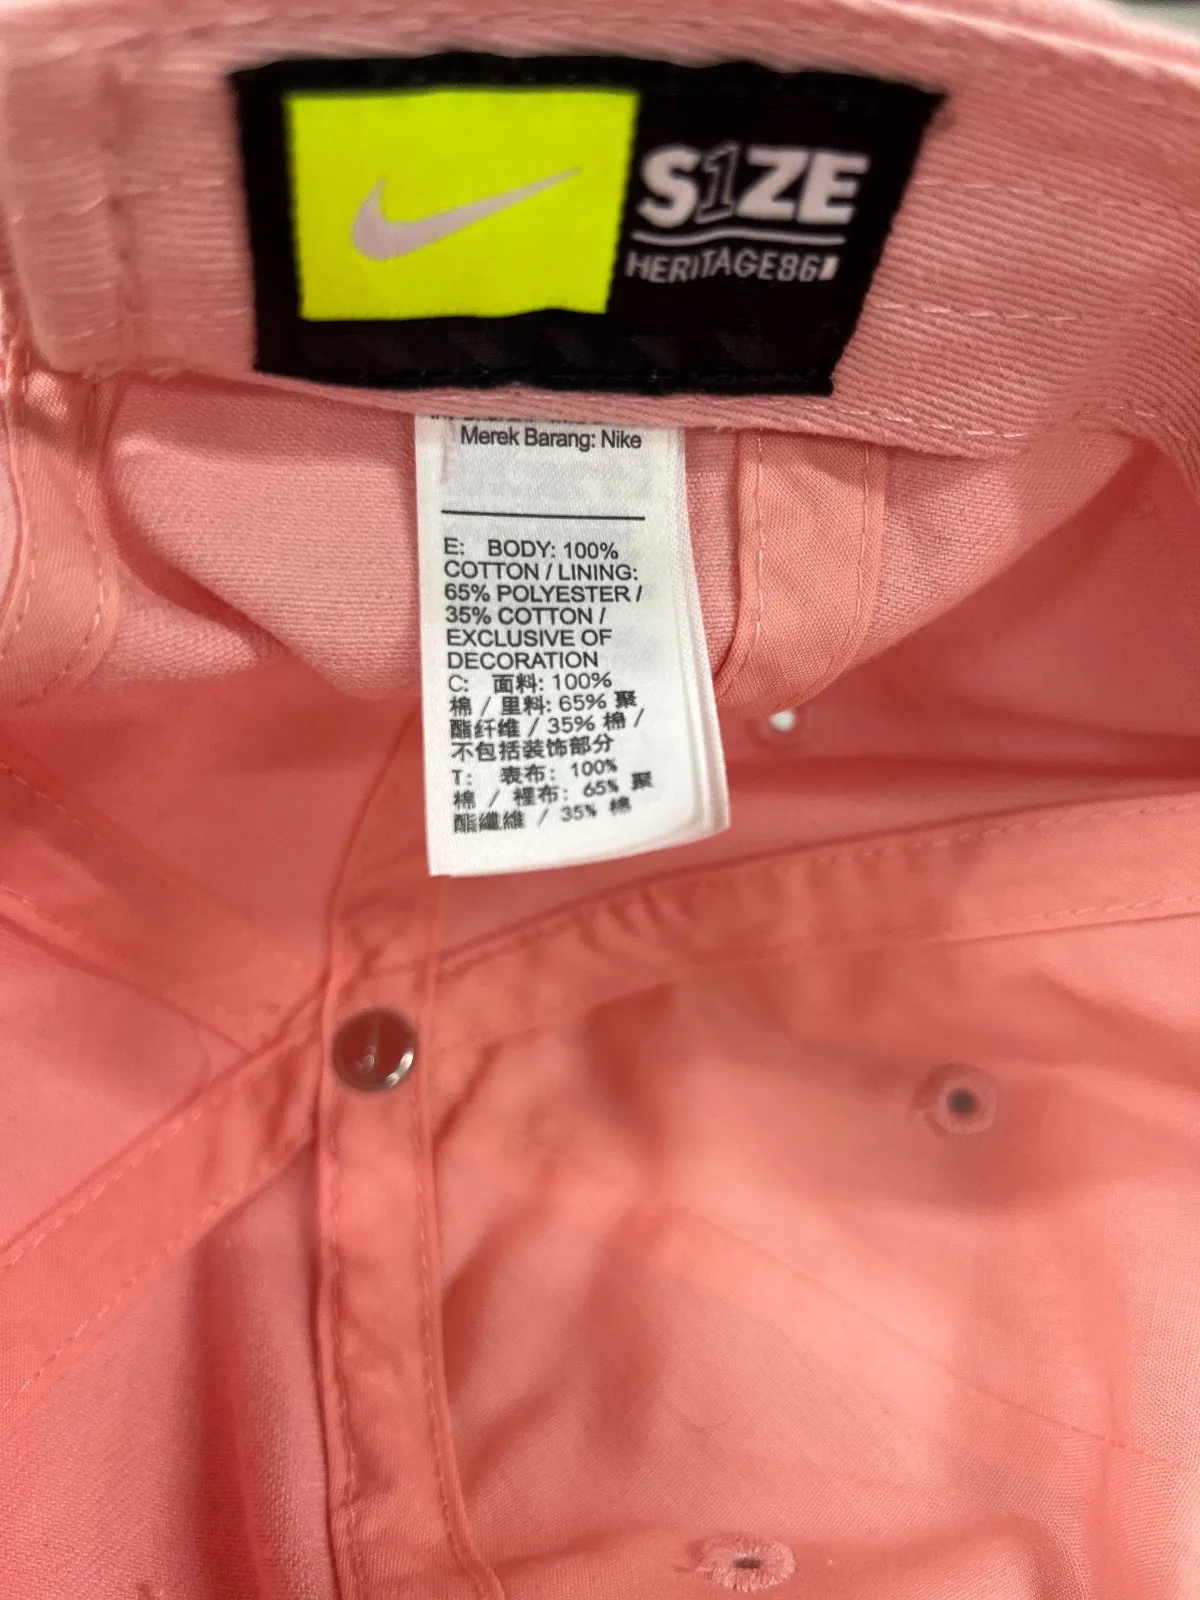 S1ZE
HERITAGE86
Merek Barang: Nike
E: BODY: 100%
COTTON / LINING:
65% POLYESTER /
35% COTTON /
EXCLUSIVE OF
DECORATION
C: 面料: 100%
棉 / 里料: 65% 聚
酯纤维 / 35% 棉 /
不包括装饰部分
T: 表布: 100%
棉 / 裡布: 65% 聚
酯纖維 / 35% 棉